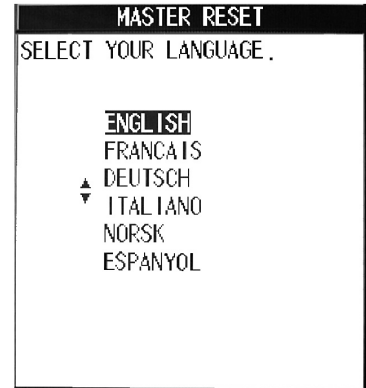 MASTER RESET
SELECT YOUR LANGUAGE.
ENGLISH
FRANCAIS
DEUTSCH
ITALIANO
NORSK
ESPANYOL